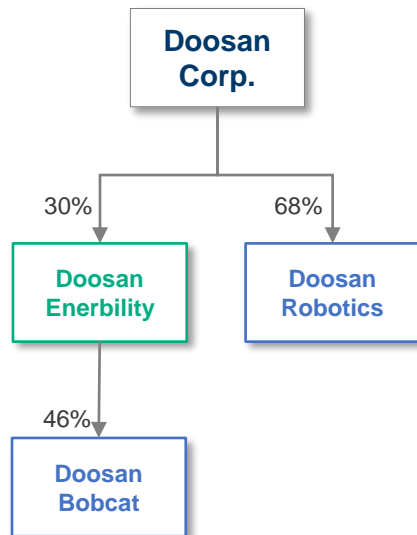 Doosan
Corp.
30%
68%
Doosan
Enerbility
Doosan
Robotics
46%
Doosan
Bobcat